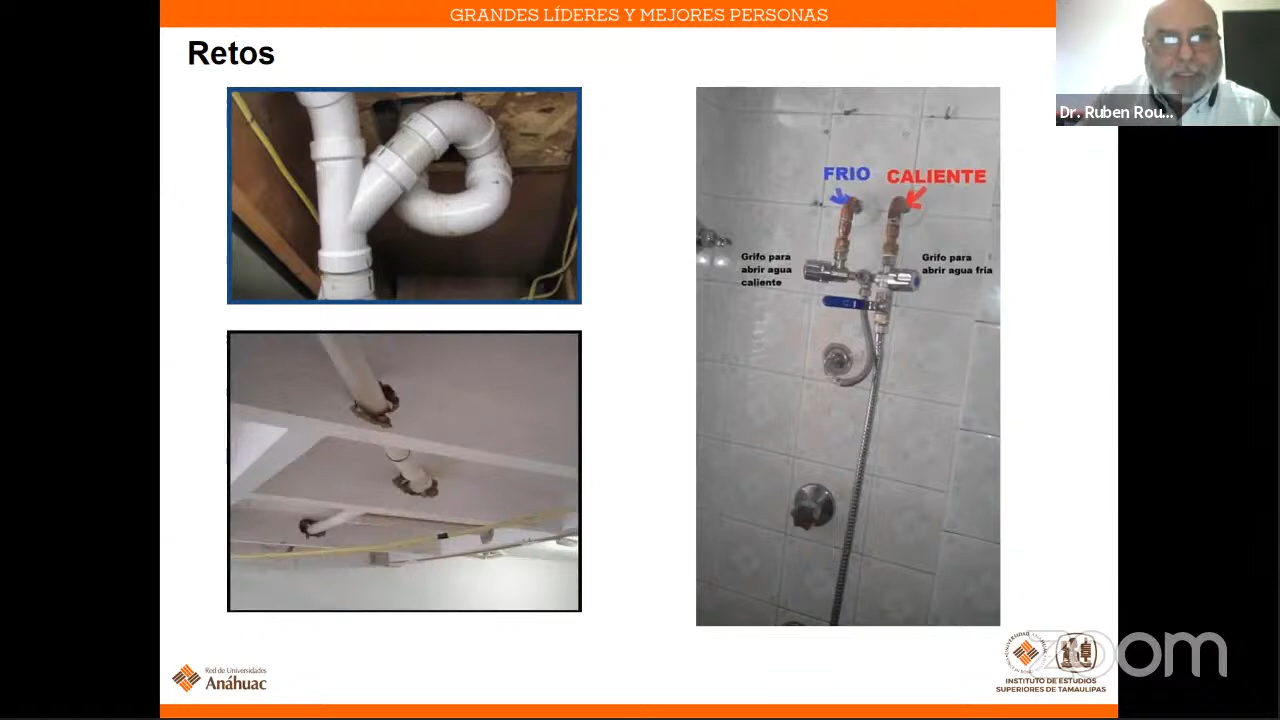 GRANDES LÍDERES Y MEJORES PERSONAS
Retos
Dr. Ruben Rou...
FRIO
CALIENTE
Grifo para
abrir agua
caliente
Grifo para
abrir agua fria
Red de Universidades
Anáhuac
INSTITUTO DE ESTUDIOS
SUPERIORES DE TAMAULIPAS
zoom